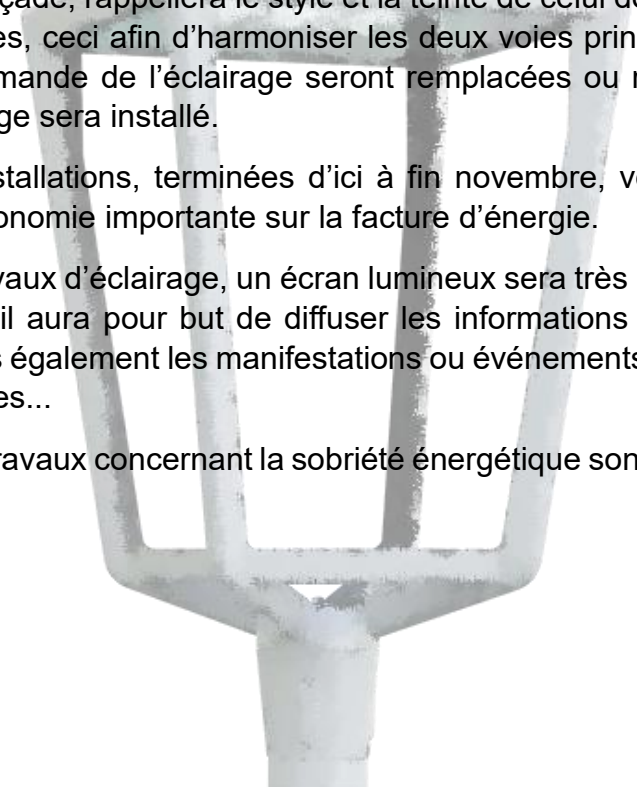 çade, rappellera le style et la teinte de celui de
es, ceci afin d'harmoniser les deux voies prin
mande de l'éclairage seront remplacées ou r
ge sera installé.
stallations, terminées d'ici à fin novembre, v
onomie importante sur la facture d'énergie.
vaux d'éclairage, un écran lumineux sera très
il aura pour but de diffuser les informations
s également les manifestations ou événements
es...
ravaux concernant la sobriété énergétique son